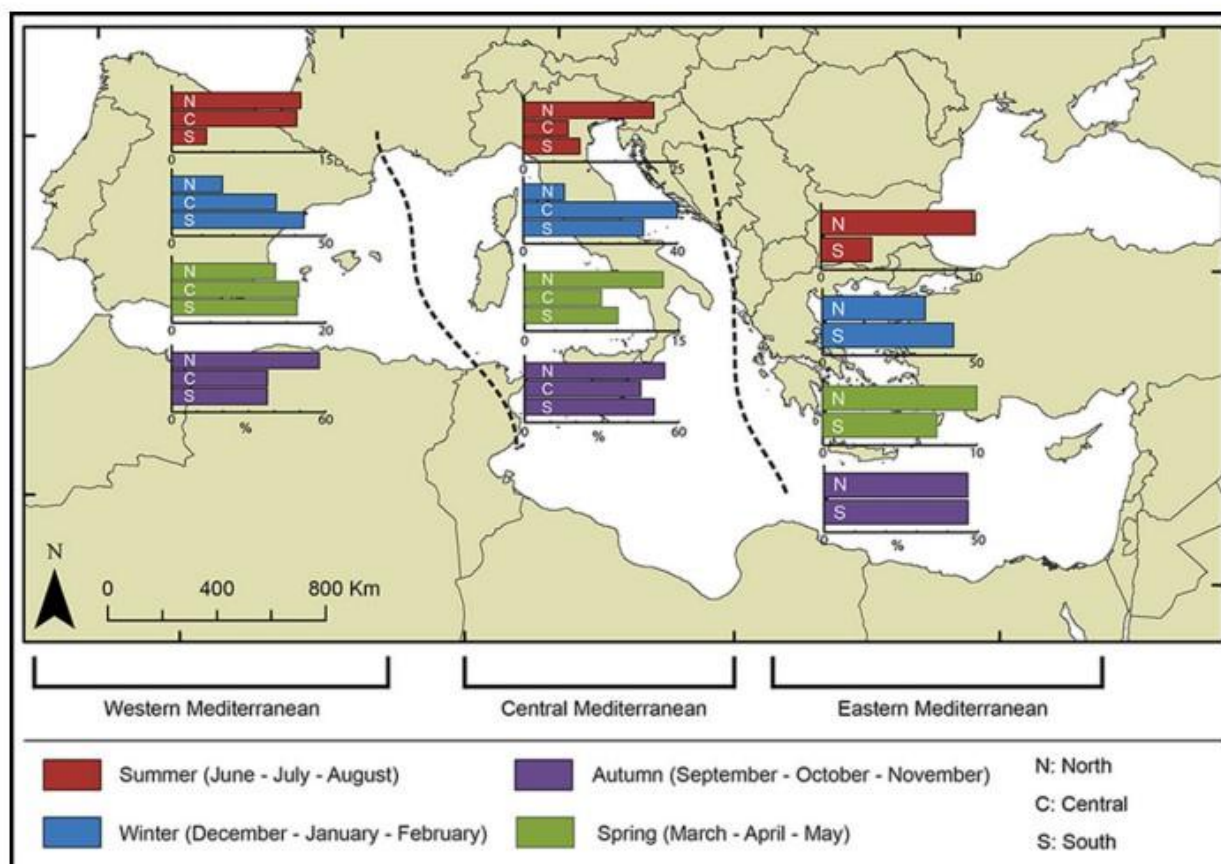 N
C
S
0 15
N
C
S
0 50
N
C
S
0 20
N
C
S
0 60
%
N
C
S
0 25
N
C
S
0 40
N
C
S
0 15
N
C
S
0 60
%
N
S
0 10
N
S
0 50
N
S
0 10
N
S
0 50
%
N
0 400 800 Km
Western Mediterranean Central Mediterranean Eastern Mediterranean
Summer (June - July - August) Autumn (September - October - November) N: North
C: Central
Winter (December - January - February) Spring (March - April - May) S: South